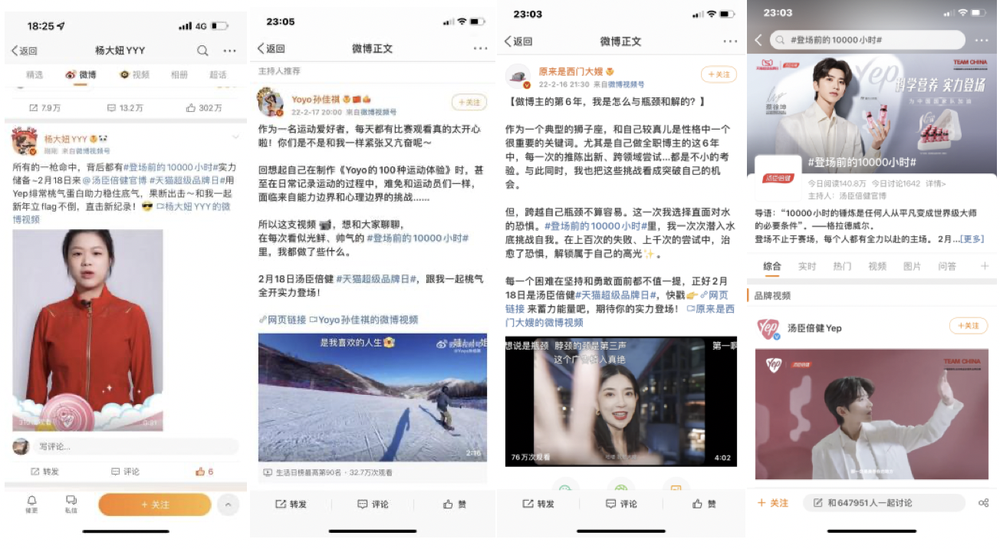 18:25
4G
返回
杨大妞YYY
精选
微博
视频
相册
超话
7.9万
13.2万
302万
杨大妞YYY
刚刚 来自微博视频号
所有的一枪命中，背后都有#登场前的10000小时#实力
储备~2月18日来@汤臣倍健官博 #天猫超级品牌日#用
Yep排常桃气蛋白助力稳住底气，果断出击～和我一起
新年立flag不倒，直击新纪录！
杨大妞YYY的微
博视频
0:31
写评论...
转发
评论
6
催更
私信
+ 关注
23:05
返回
微博正文
主持人推荐
Yoyo孙佳祺
22-2-17 20:00 来自微博视频号
+关注
作为一名运动爱好者，每天都有比赛观看真的太开心
啦！你们是不是和我一样紧张又亢奋呢～
回想起自己在制作《Yoyo的100种运动体验》时，甚
至在日常记录运动的过程中，难免和运动员们一样，
面临来自能力边界和心理边界的挑战......
所以这支视频 ，想和大家聊聊，
在每次看似光鲜、帅气的 #登场前的10000小时#
里，我都做了些什么。
2月18日汤臣倍健 #天猫超级品牌日#，跟我一起桃气
全开实力登场！
网页链接 Yoyo孙佳祺的微博视频
是我喜欢的人生
2:16
生活日榜最高第90名 · 32.7万次观看
转发
评论
赞
23:03
返回
微博正文
原来是西门大嫂
22-2-16 21:30 来自微博视频号
+关注
【做博主的第6年，我是怎么与瓶颈和解的？】
作为一个典型的狮子座，和自己较真儿是性格中一个
很重要的关键词。尤其是自己做全职博主的这6年
中，每一次的推陈出新、跨领域尝试...都是不小的考
验。与此同时，我也把这些挑战看成突破自己的机
会。
但，跨越自己瓶颈不算容易。这一次我选择直面对水
的恐惧。#登场前的10000小时#里，我一次次潜入水
底挑战自我。在上百次的失败、上千次的尝试中，治
愈了恐惧，解锁属于自己的高光 。
每一个困难在坚持和勇敢面前都不值一提，正好2月
18日是汤臣倍健#天猫超级品牌日#，快戳 网页
链接 来蓄力能量吧，期待你的实力登场！ 原来是西
门大嫂的微博视频
想说是瓶颈 脖颈的颈是第三声
第一啊
这个广告植入真绝
76万次观看
4:02
转发
评论
赞
23:03
#登场前的10000小时#
TEAM CHINA
Yep
科学营养 实力登场
为中国国家队加油
蔡徐坤
汤臣倍健
#登场前的10000小时#
今日阅读140.8万 今日讨论1642 详情>
主持人：汤臣倍健官博
导语：“10000小时的锤炼是任何人从平凡变成世界级大师
的必要条件”。——格拉德威尔。
登场不止于赛场，每个人都有全力以赴的主场。 2月...[更多]
综合
实时
热门
视频
图片
问答
品牌视频
Yep
汤臣倍健Yep
+关注
Yep
汤臣倍健
TEAM CHINA
+ 关注
和647951人一起讨论